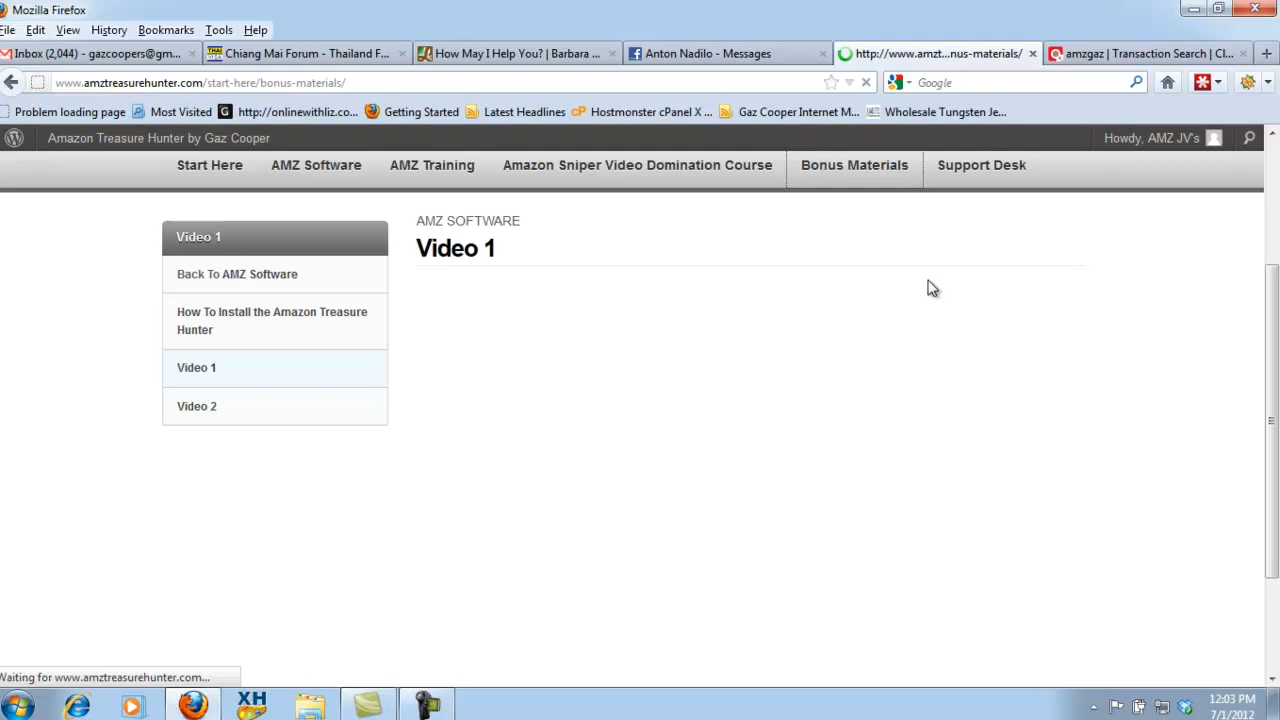 Mozilla Firefox
File Edit View History Bookmarks Tools Help
Inbox (2,044) - gazcoopers@gm... Chiang Mai Forum - Thailand F... How May I Help You? | Barbara ... Anton Nadilo - Messages http://www.amzt...nus-materials/ amzgaz | Transaction Search | Cl...
www.amztreasurehunter.com/start-here/bonus-materials/ Google
Problem loading page Most Visited http://onlinewithliz.co... Getting Started Latest Headlines Hostmonster cPanel X ... Gaz Cooper Internet M... Wholesale Tungsten Je...
Amazon Treasure Hunter by Gaz Cooper Howdy, AMZ JV's
Start Here AMZ Software AMZ Training Amazon Sniper Video Domination Course Bonus Materials Support Desk
AMZ SOFTWARE
Video 1
Video 1
Back To AMZ Software
How To Install the Amazon Treasure
Hunter
Video 1
Video 2
Waiting for www.amztreasurehunter.com...
XH
12:03 PM
7/1/2012